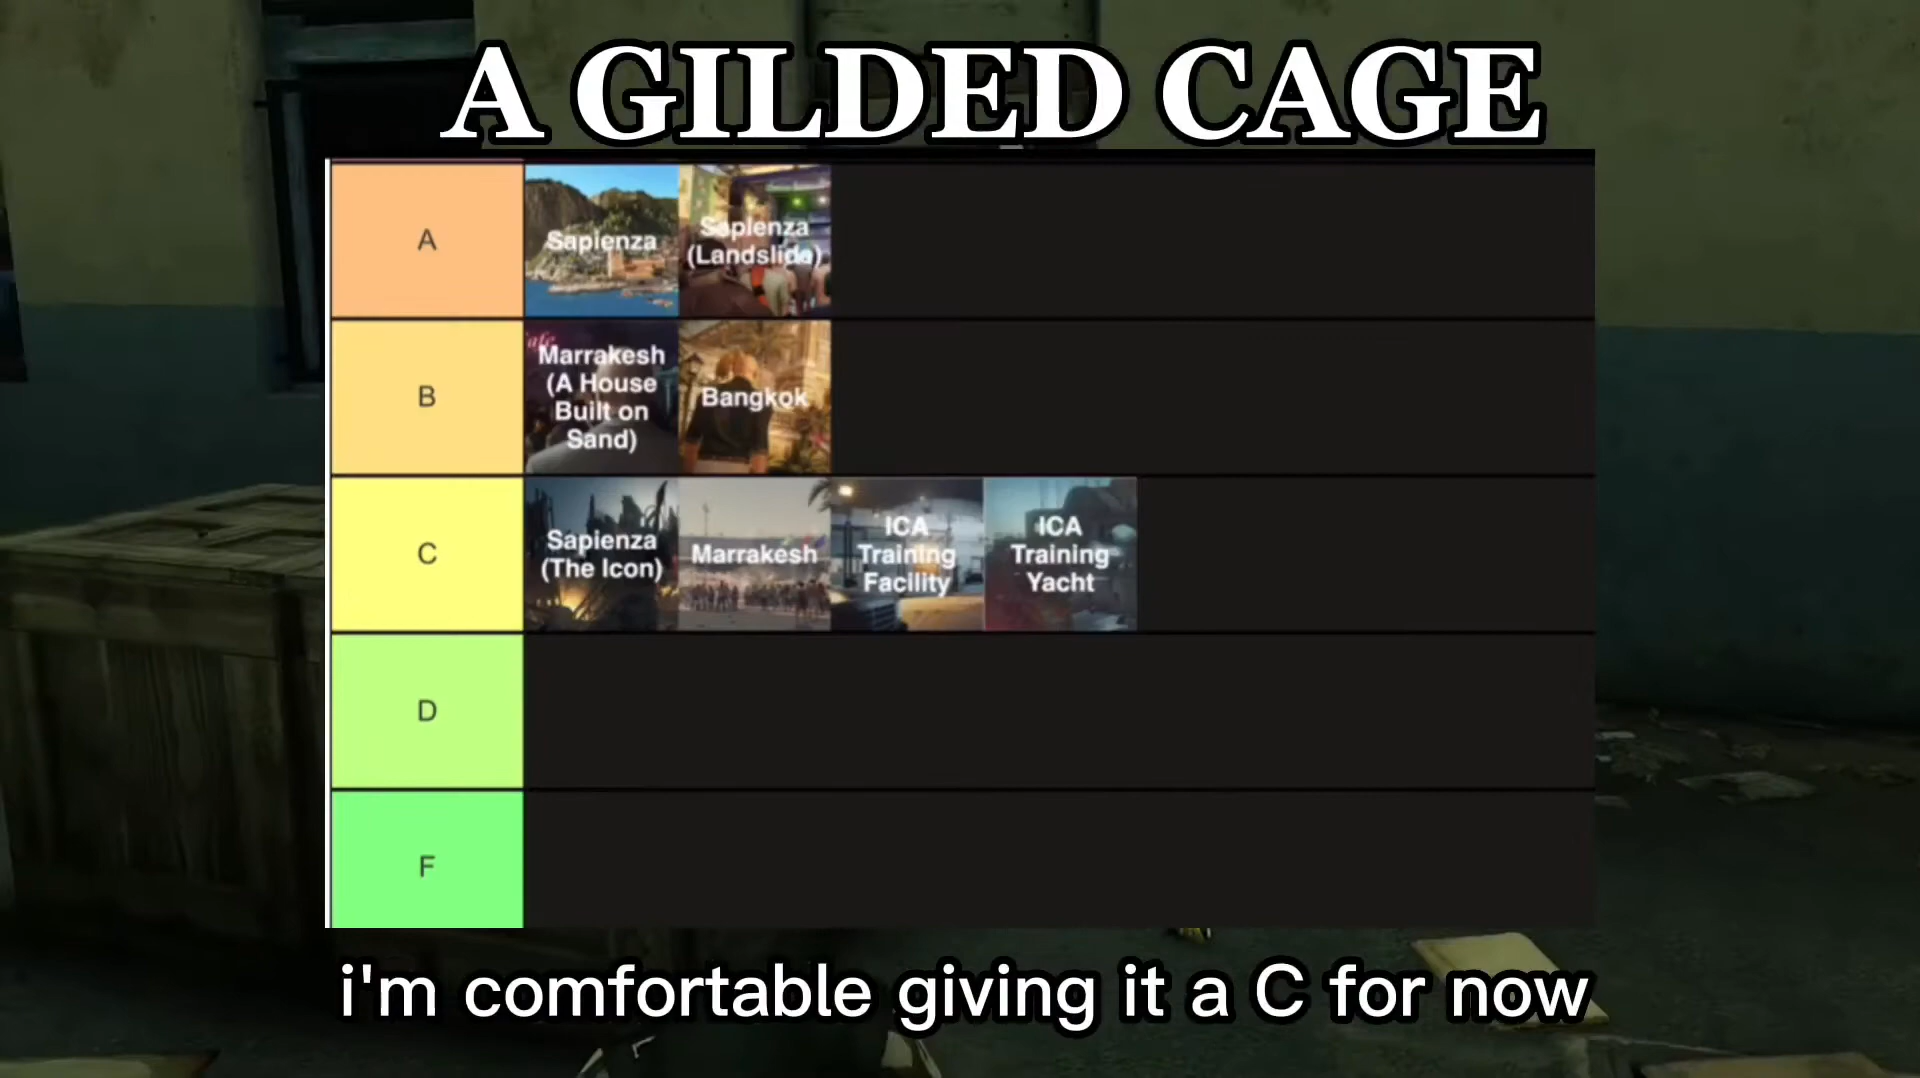 A GILDED CAGE
A
Sapienza
Sapienza
(Landslide)
B
afe
Marrakesh
(A House
Built on
Sand)
Bangkok
C
Sapienza
(The Icon)
Marrakesh
ICA
Training
Facility
ICA
Training
Yacht
D
F
i'm comfortable giving it a C for now